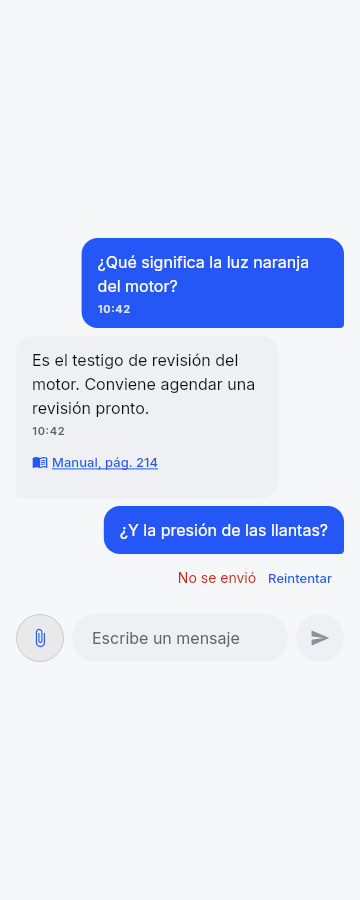 ¿Qué significa la luz naranja
del motor?
10:42
Es el testigo de revisión del
motor. Conviene agendar una
revisión pronto.
10:42
Manual, pág. 214
¿Y la presión de las llantas?
No se envió Reintentar
Escribe un mensaje